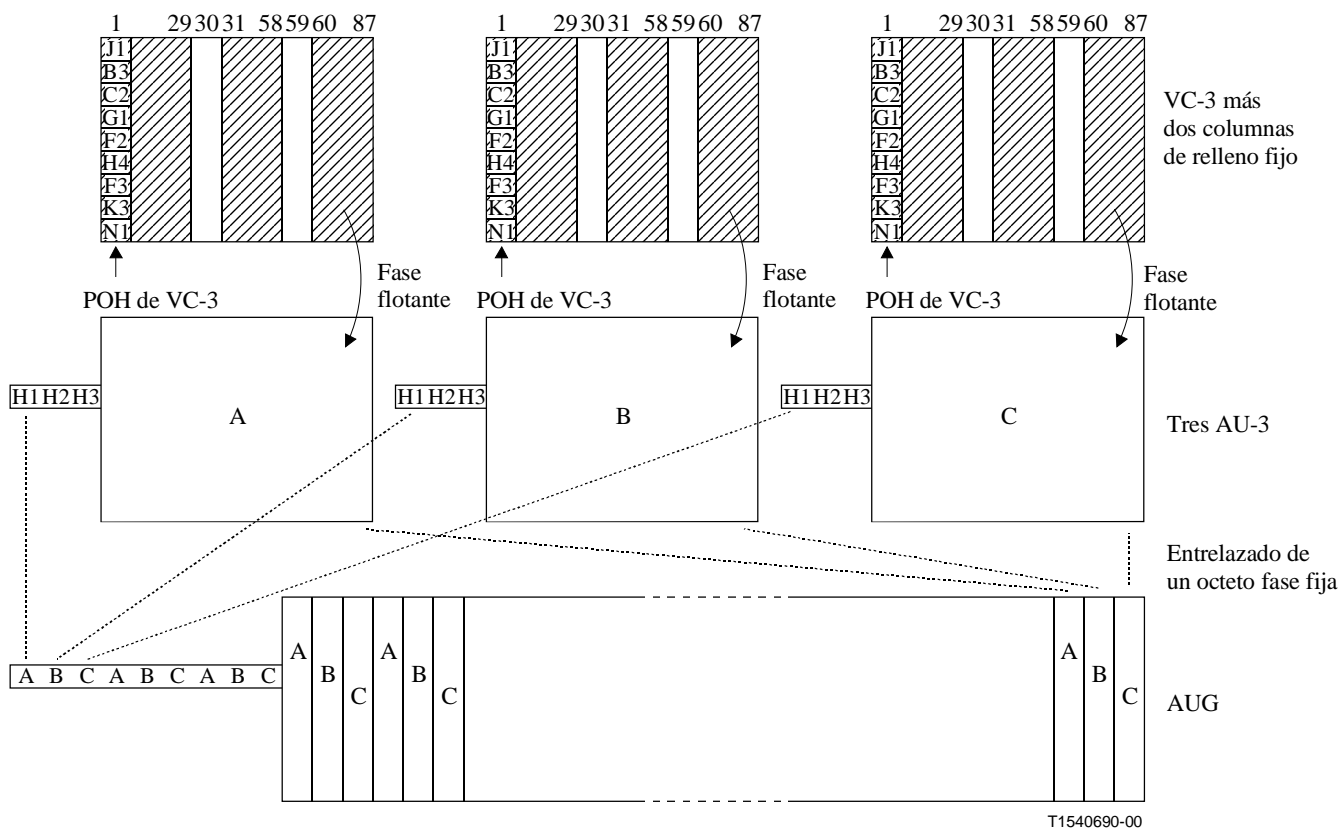 1 29 30 31 58 59 60 87 1 29 30 31 58 59 60 87 1 29 30 31 58 59 60 87
J1 J1 J1
B3 B3 B3
C2 C2 C2
G1 G1 G1
F2 F2 F2
H4 H4 H4
F3 F3 F3
K3 K3 K3
N1 N1 N1
VC-3 más
dos columnas
de relleno fijo
POH de VC-3 Fase flotante POH de VC-3 Fase flotante POH de VC-3 Fase flotante
H1 H2 H3 A H1 H2 H3 B H1 H2 H3 C
Tres AU-3
Entrelazado de
un octeto fase fija
A B C A B C A B C
A B C A B C A B C
AUG
T1540690-00